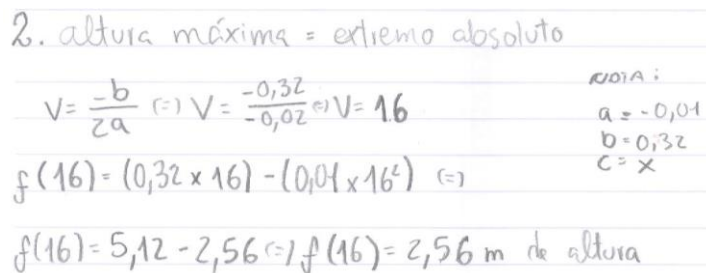 2. altura máxima = extremo absoluto
V = -b/2a (=) V = -0,32/-0,02 (=) V = 16
NOTA:
a = -0,01
b = 0,32
c = x
f(16) = (0,32 x 16) - (0,01 x 16²) (=)
f(16) = 5,12 - 2,56 (=) f(16) = 2,56 m de altura